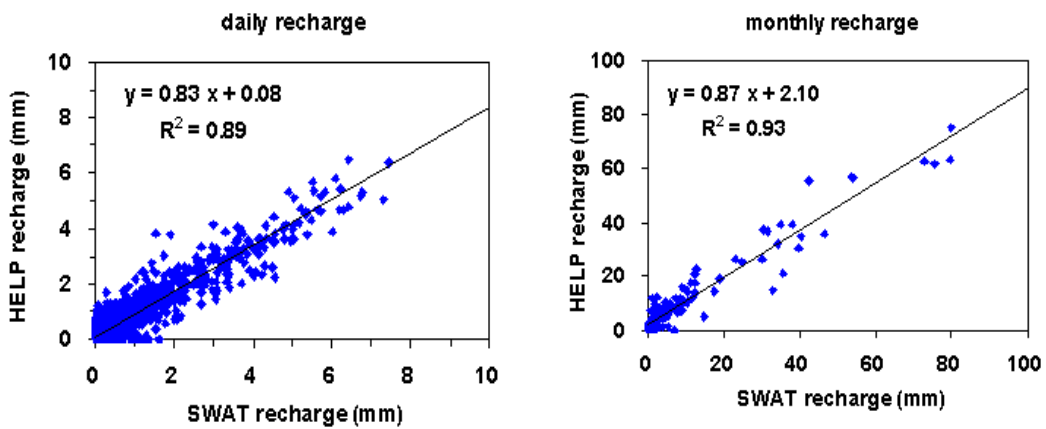 daily recharge
y = 0.83 x + 0.08
R² = 0.89
HELP recharge (mm)
10
8
6
4
2
0
0 2 4 6 8 10
SWAT recharge (mm)
monthly recharge
y = 0.87 x + 2.10
R² = 0.93
HELP recharge (mm)
100
80
60
40
20
0
0 20 40 60 80 100
SWAT recharge (mm)